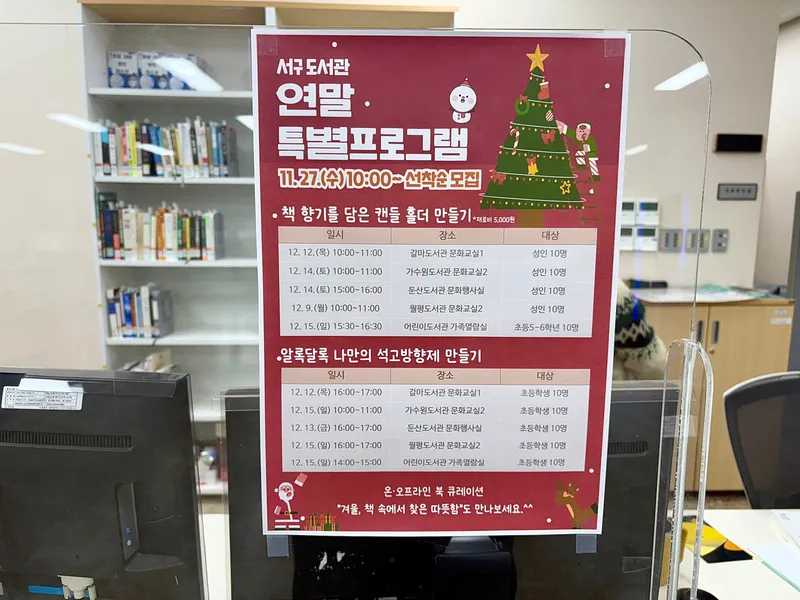 서구 도서관
연말
특별프로그램
11. 27.(수) 10:00~ 선착순 모집
• 책 향기를 담은 캔들 홀더 만들기 *재료비 5,000원
일시 장소 대상
12. 12.(목) 10:00~11:00 갈마도서관 문화교실1 성인 10명
12. 14.(토) 10:00~11:00 가수원도서관 문화교실2 성인 10명
12. 14.(토) 15:00~16:00 둔산도서관 문화행사실 성인 10명
12. 9.(월) 10:00~11:00 월평도서관 문화교실2 성인 10명
12. 15.(일) 15:30~16:30 어린이도서관 가족열람실 초등5~6학년 10명
• 알록달록 나만의 석고방향제 만들기
일시 장소 대상
12. 12.(목) 16:00~17:00 갈마도서관 문화교실1 초등학생 10명
12. 15.(일) 10:00~11:00 가수원도서관 문화교실2 초등학생 10명
12. 13.(금) 16:00~17:00 둔산도서관 문화행사실 초등학생 10명
12. 15.(일) 16:00~17:00 월평도서관 문화교실2 초등학생 10명
12. 15.(일) 14:00~15:00 어린이도서관 가족열람실 초등학생 10명
온·오프라인 북 큐레이션
"겨울, 책 속에서 찾은 따뜻함"도 만나보세요.^^